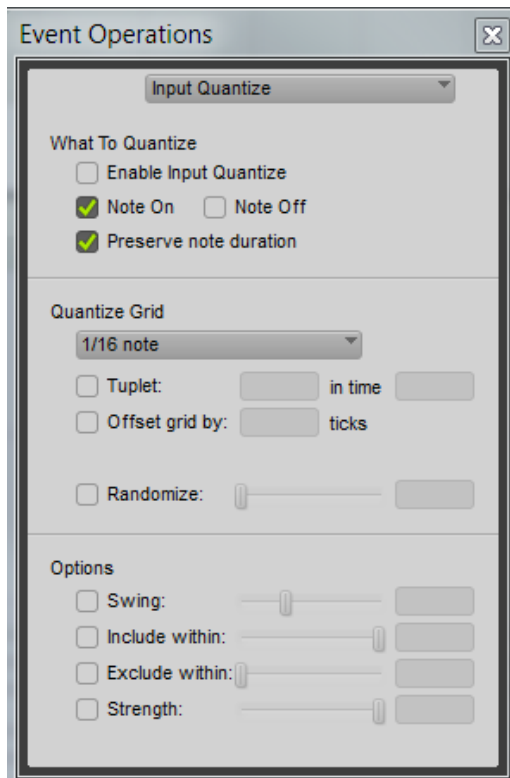 Event Operations
Input Quantize
What To Quantize
Enable Input Quantize
Note On Note Off
Preserve note duration
Quantize Grid
1/16 note
Tuplet: in time
Offset grid by: ticks
Randomize:
Options
Swing:
Include within:
Exclude within:
Strength: